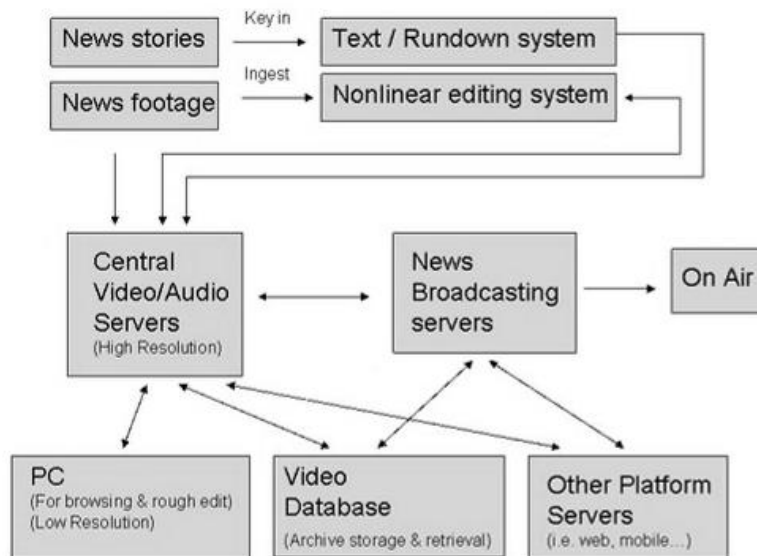 News stories
Key in
Text / Rundown system
News footage
Ingest
Nonlinear editing system
Central
Video/Audio
Servers
(High Resolution)
News
Broadcasting
servers
On Air
PC
(For browsing & rough edit)
(Low Resolution)
Video
Database
(Archive storage & retrieval)
Other Platform
Servers
(i.e. web, mobile…)